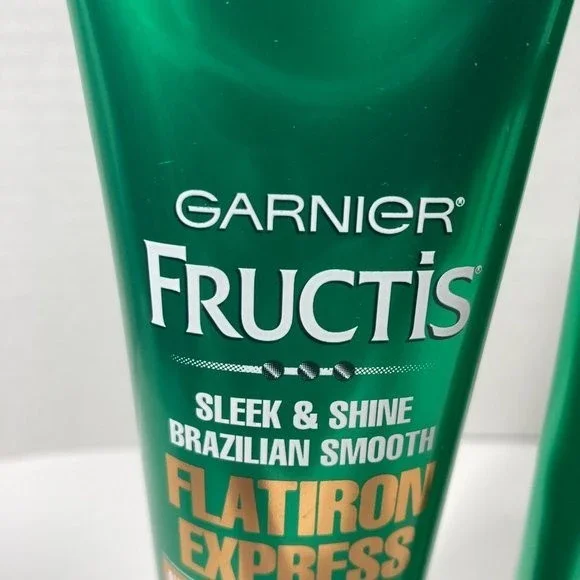 GARNIER®
FRUCTIS®
SLEEK & SHINE
BRAZILIAN SMOOTH
FLATIRON
EXPRESS